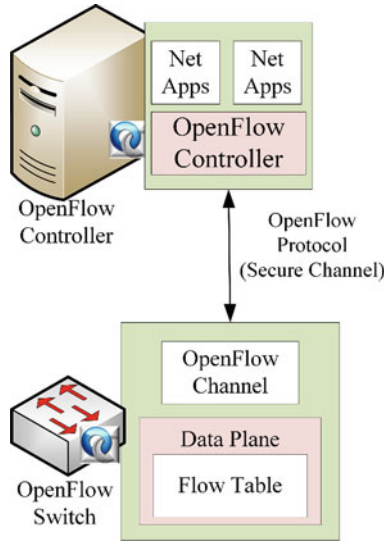 Net Apps
Net Apps
OpenFlow
Controller
OpenFlow
Controller
OpenFlow
Protocol
(Secure Channel)
OpenFlow
Channel
Data Plane
Flow Table
OpenFlow
Switch